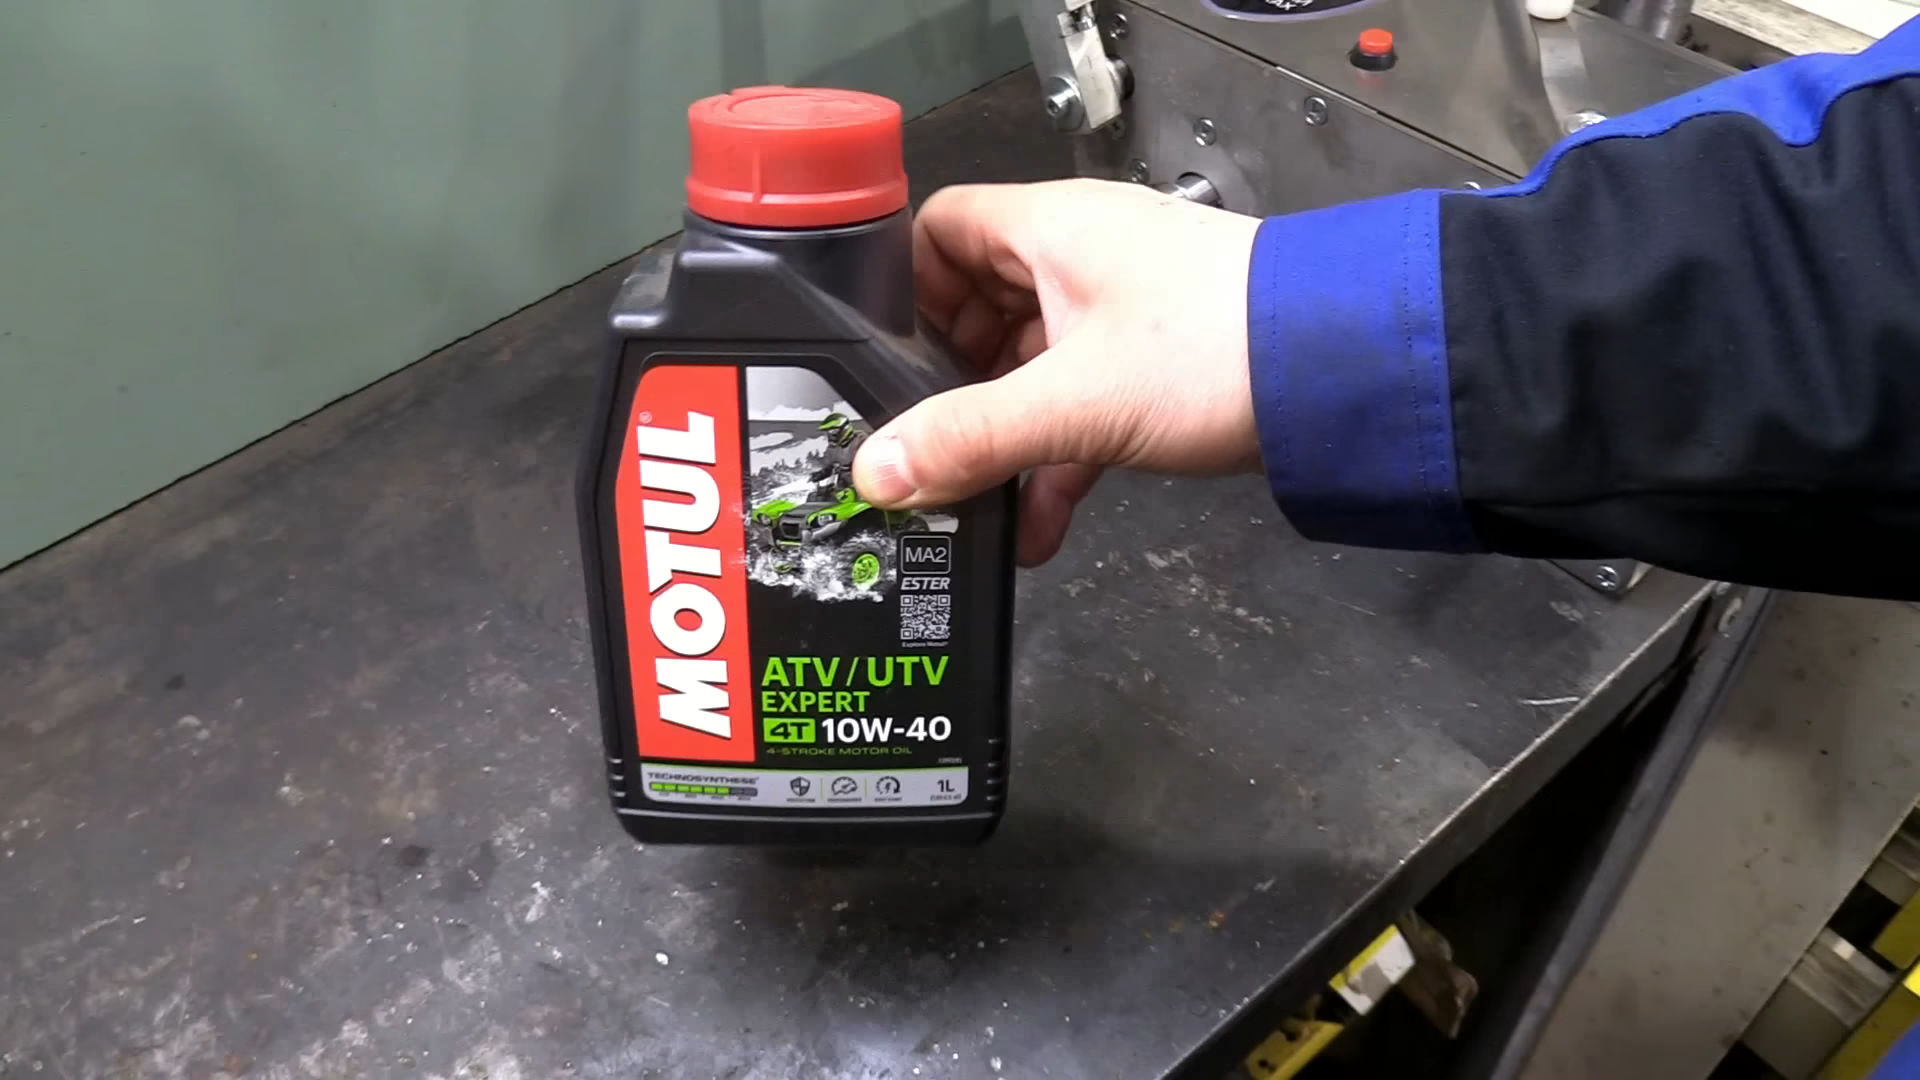 MOTUL®
MA2
ESTER
ATV / UTV
EXPERT
4T 10W-40
4-STROKE MOTOR OIL
TECHNOSYNTHESE®
1L